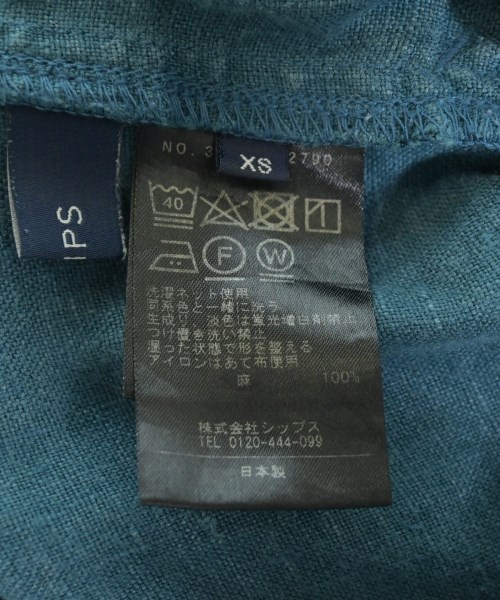 NO. 3
XS
2790
IPS
40
F
W
洗濯ネット使用
同系色と一緒に洗う
生成り・淡色は蛍光増白剤禁止
つけ置き洗い禁止
湿った状態で形を整える
アイロンはあて布使用
麻 100%
株式会社シップス
TEL 0120-444-099
日本製